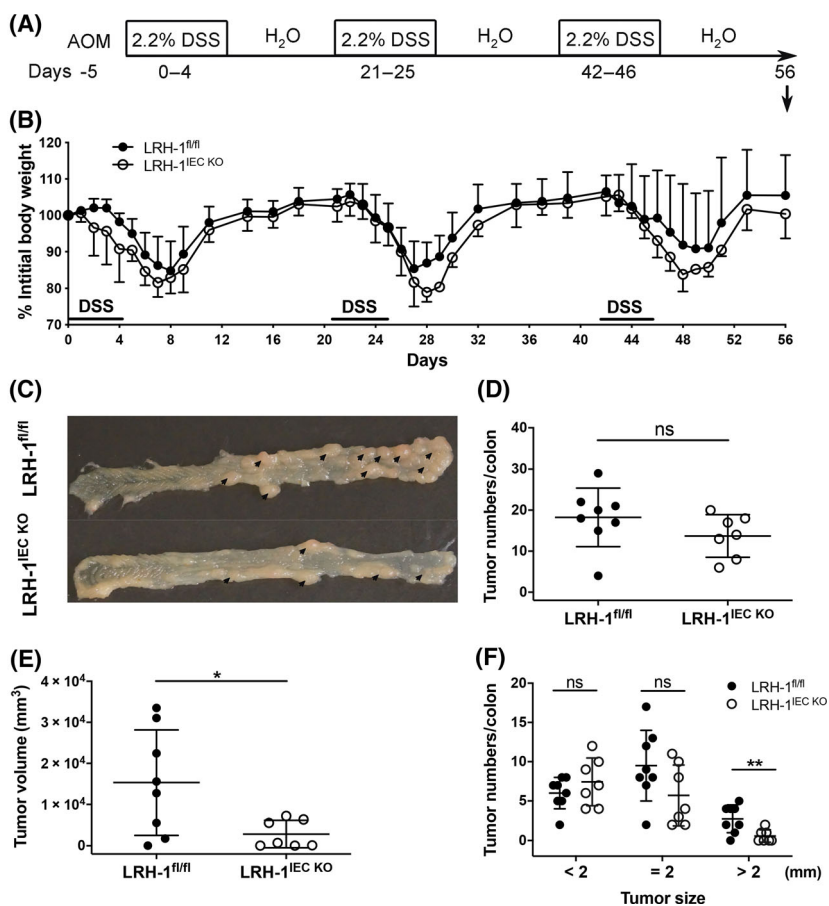 (A)
AOM 2.2% DSS H₂O 2.2% DSS H₂O 2.2% DSS H₂O
Days -5 0–4 21–25 42–46 56
(B)
% Intitial body weight
120
110
100
90
80
70
LRH-1fl/fl
LRH-1IEC KO
DSS DSS DSS
0 4 8 12 16 20 24 28 32 36 40 44 48 52 56
Days
(C)
LRH-1fl/fl
LRH-1IEC KO
(D)
Tumor numbers/colon
40
30
20
10
0
ns
LRH-1fl/fl LRH-1IEC KO
(E)
Tumor volume (mm³)
4 × 10⁴
3 × 10⁴
2 × 10⁴
1 × 10⁴
0
*
LRH-1fl/fl LRH-1IEC KO
(F)
Tumor numbers/colon
20
15
10
5
0
ns ns **
LRH-1fl/fl
LRH-1IEC KO
< 2 = 2 > 2 (mm)
Tumor size